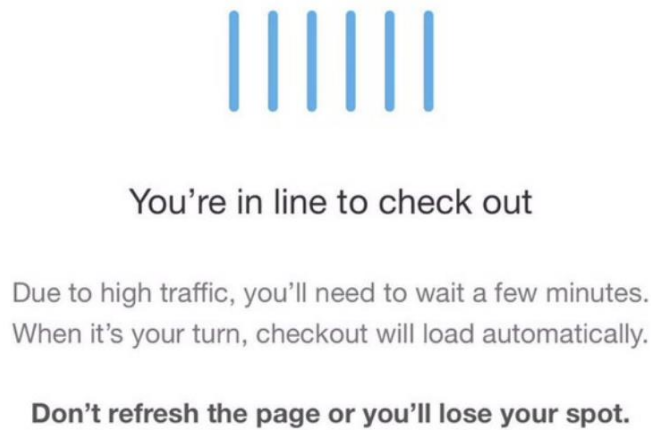 You’re in line to check out
Due to high traffic, you’ll need to wait a few minutes.
When it’s your turn, checkout will load automatically.
Don’t refresh the page or you’ll lose your spot.